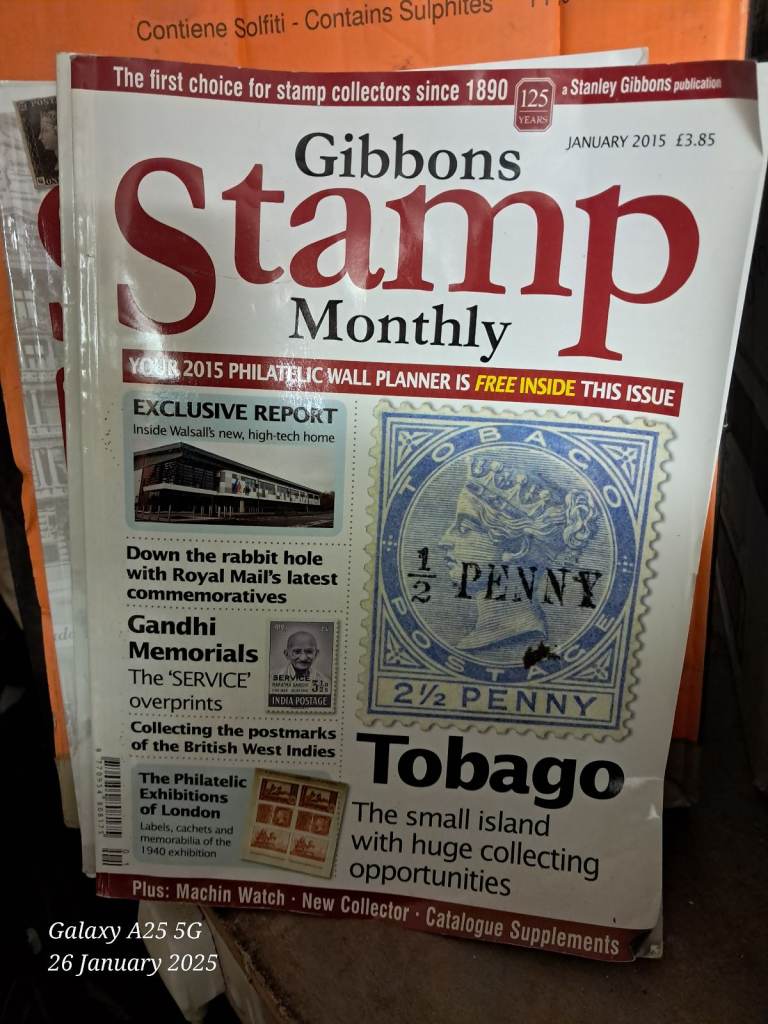 Contiene Solfiti - Contains Sulphites
The first choice for stamp collectors since 1890
125
YEARS
a Stanley Gibbons publication
JANUARY 2015 £3.85
Gibbons
Stamp
Monthly
YOUR 2015 PHILATELIC WALL PLANNER IS FREE INSIDE THIS ISSUE
EXCLUSIVE REPORT
Inside Walsall's new, high-tech home
Down the rabbit hole
with Royal Mail's latest
commemoratives
Gandhi
Memorials
The 'SERVICE'
overprints
SERVICE
INDIA POSTAGE
Collecting the postmarks
of the British West Indies
The Philatelic
Exhibitions
of London
Labels, cachets and
memorabilia of the
1940 exhibition
TOBAGO
1/2 PENNY
POSTAGE
2½ PENNY
Tobago
The small island
with huge collecting
opportunities
Plus: Machin Watch · New Collector · Catalogue Supplements
Galaxy A25 5G
26 January 2025